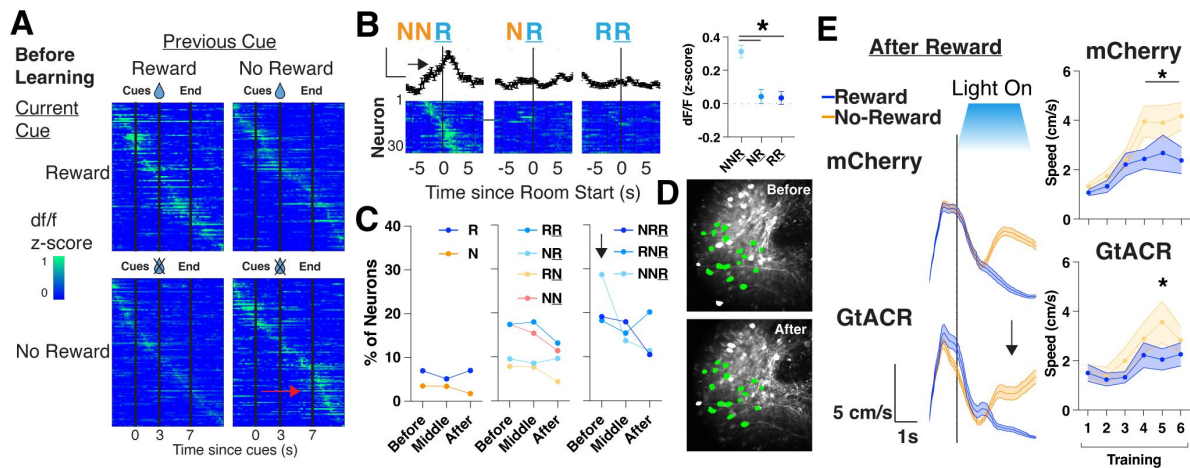 A
Before
Learning
Previous Cue
Reward
No Reward
Cues
End
Cues
End
Current
Cue
Reward
df/f
z-score
1
0
Cues
End
Cues
End
No Reward
0
3
7
0
3
7
Time since cues (s)
B
NNR
NR
RR
1
Neuron
30
-5
0
5
-5
0
5
-5
0
5
Time since Room Start (s)
*
dF/F (z-score)
0.4
0.2
0.0
-0.2
NNR
NR
RR
C
% of Neurons
40
30
20
10
0
R
N
RR
NR
RN
NN
NRR
RNR
NNR
Before
Middle
After
Before
Middle
After
Before
Middle
After
D
Before
After
E
After Reward
Reward
No-Reward
Light On
mCherry
GtACR
5 cm/s
1s
mCherry
*
Speed (cm/s)
6
4
2
0
GtACR
*
Speed (cm/s)
6
4
2
0
1 2 3 4 5 6
Training